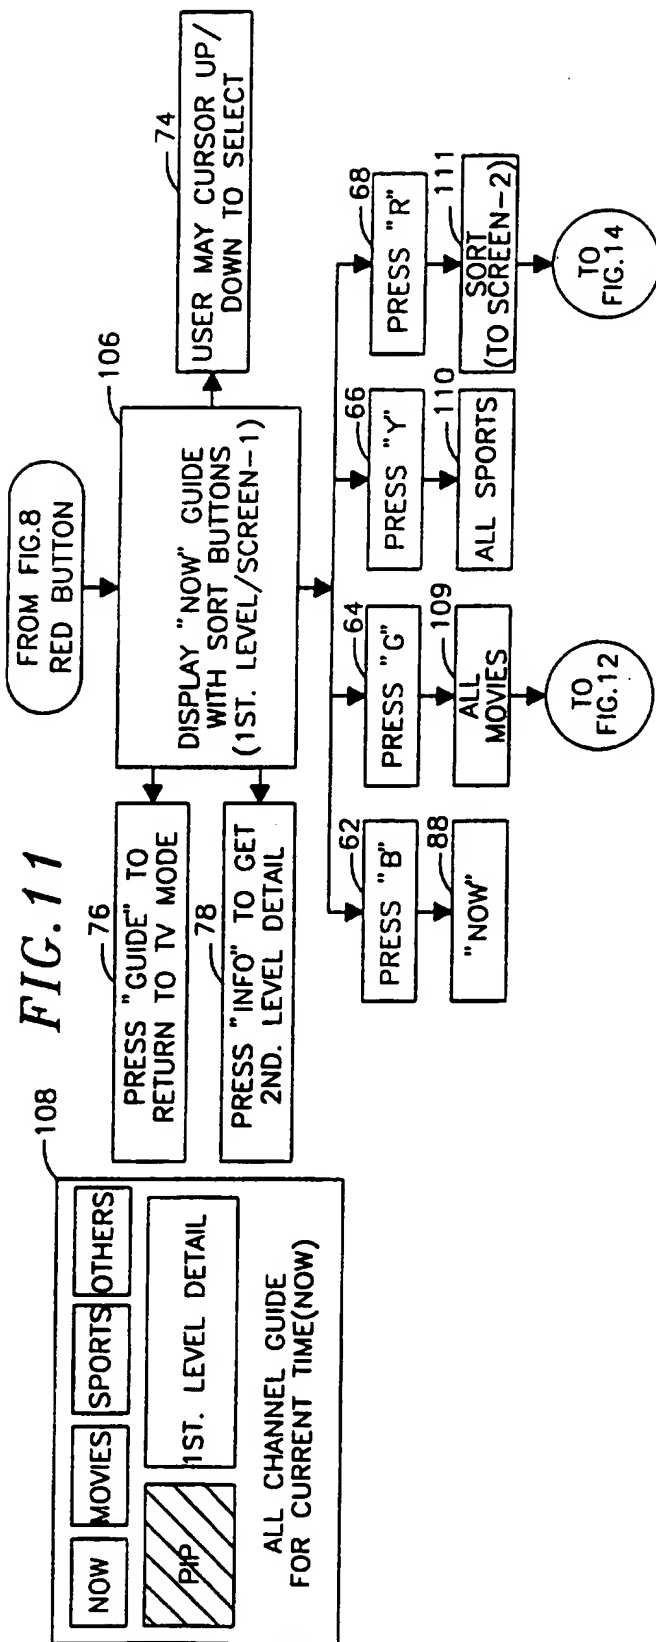 FIG.11
108
NOW
MOVIES
SPORTS
OTHERS
PIP
1ST. LEVEL DETAIL
ALL CHANNEL GUIDE
FOR CURRENT TIME(NOW)
FROM FIG.8
RED BUTTON
106
DISPLAY "NOW" GUIDE
WITH SORT BUTTONS
(1ST. LEVEL/SCREEN-1)
76
PRESS "GUIDE" TO
RETURN TO TV MODE
78
PRESS "INFO" TO GET
2ND. LEVEL DETAIL
74
USER MAY CURSOR UP/
DOWN TO SELECT
62
PRESS "B"
88
"NOW"
64
PRESS "G"
109
ALL
MOVIES
TO
FIG.12
66
PRESS "Y"
110
ALL SPORTS
68
PRESS "R"
111
SORT
(TO SCREEN-2)
TO
FIG.14